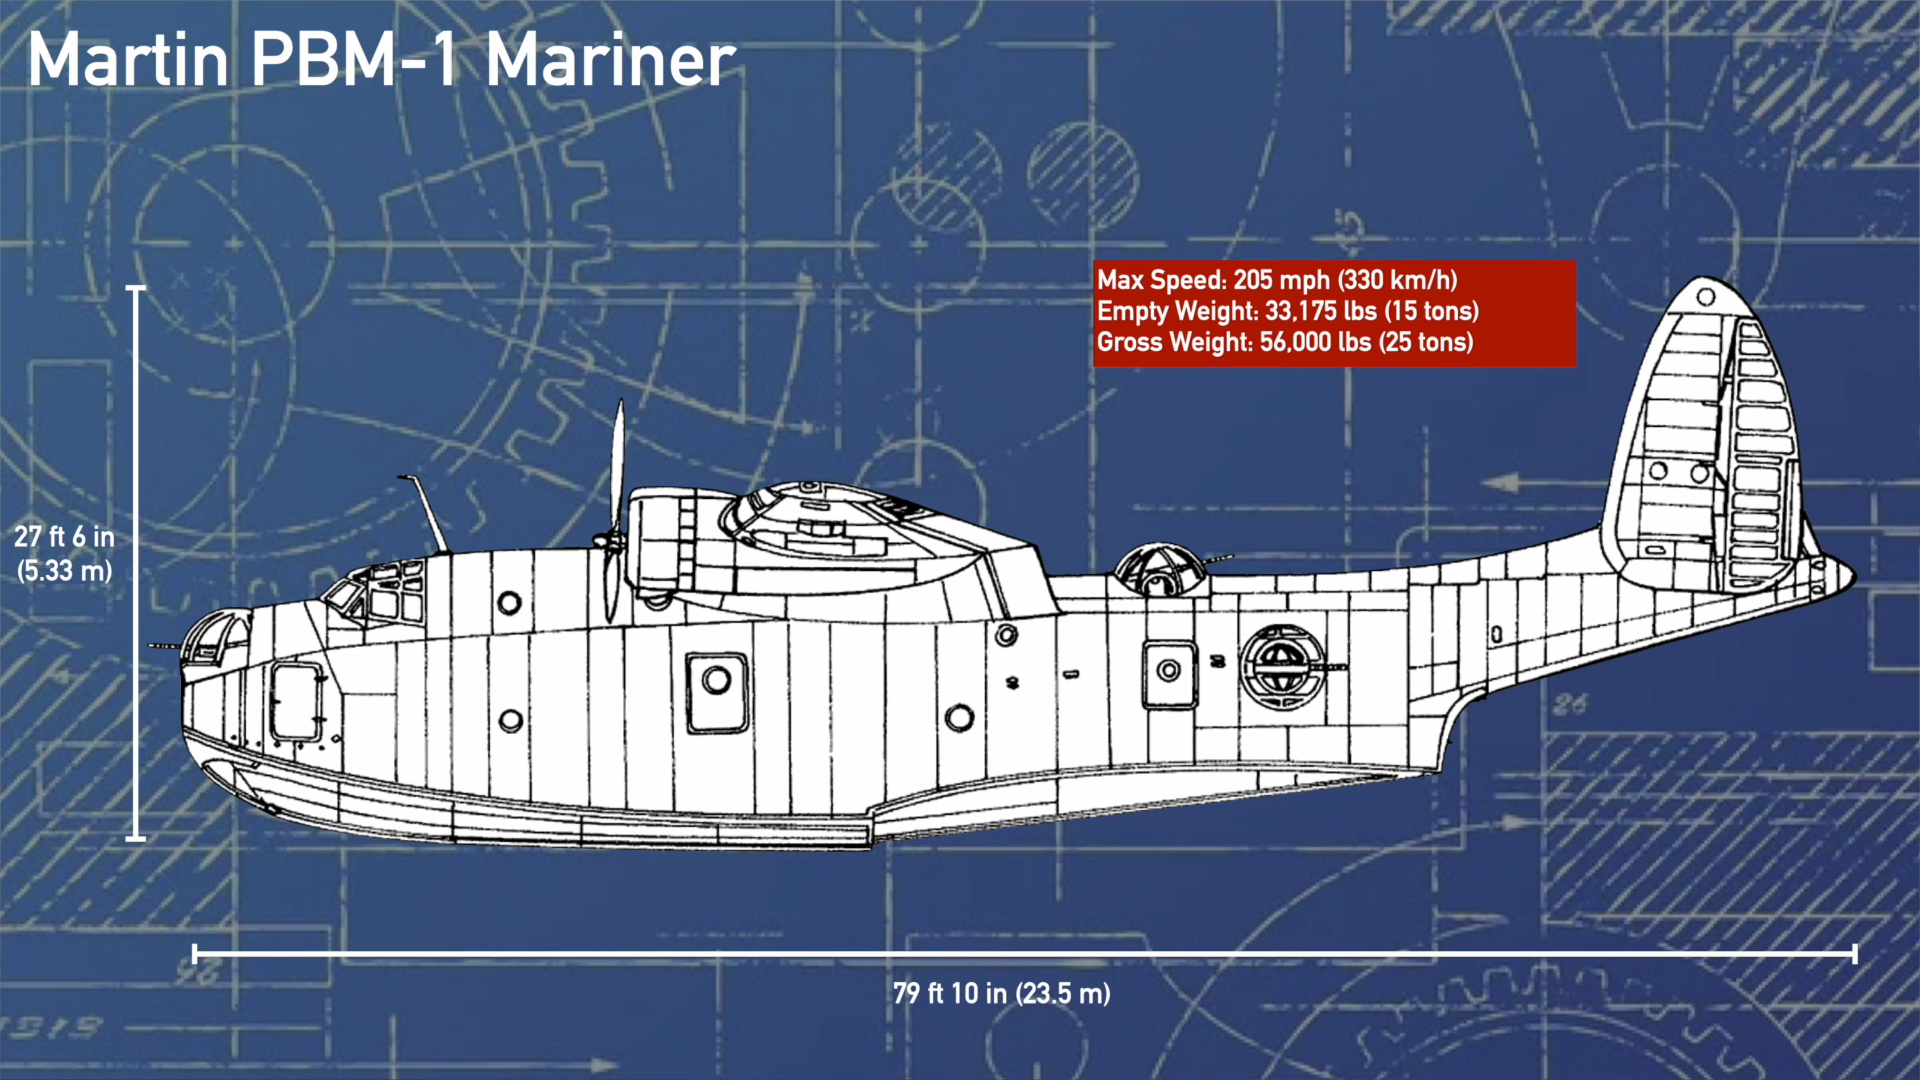 Martin PBM-1 Mariner
Max Speed: 205 mph (330 km/h)
Empty Weight: 33,175 lbs (15 tons)
Gross Weight: 56,000 lbs (25 tons)
27 ft 6 in
(5.33 m)
26
79 ft 10 in (23.5 m)